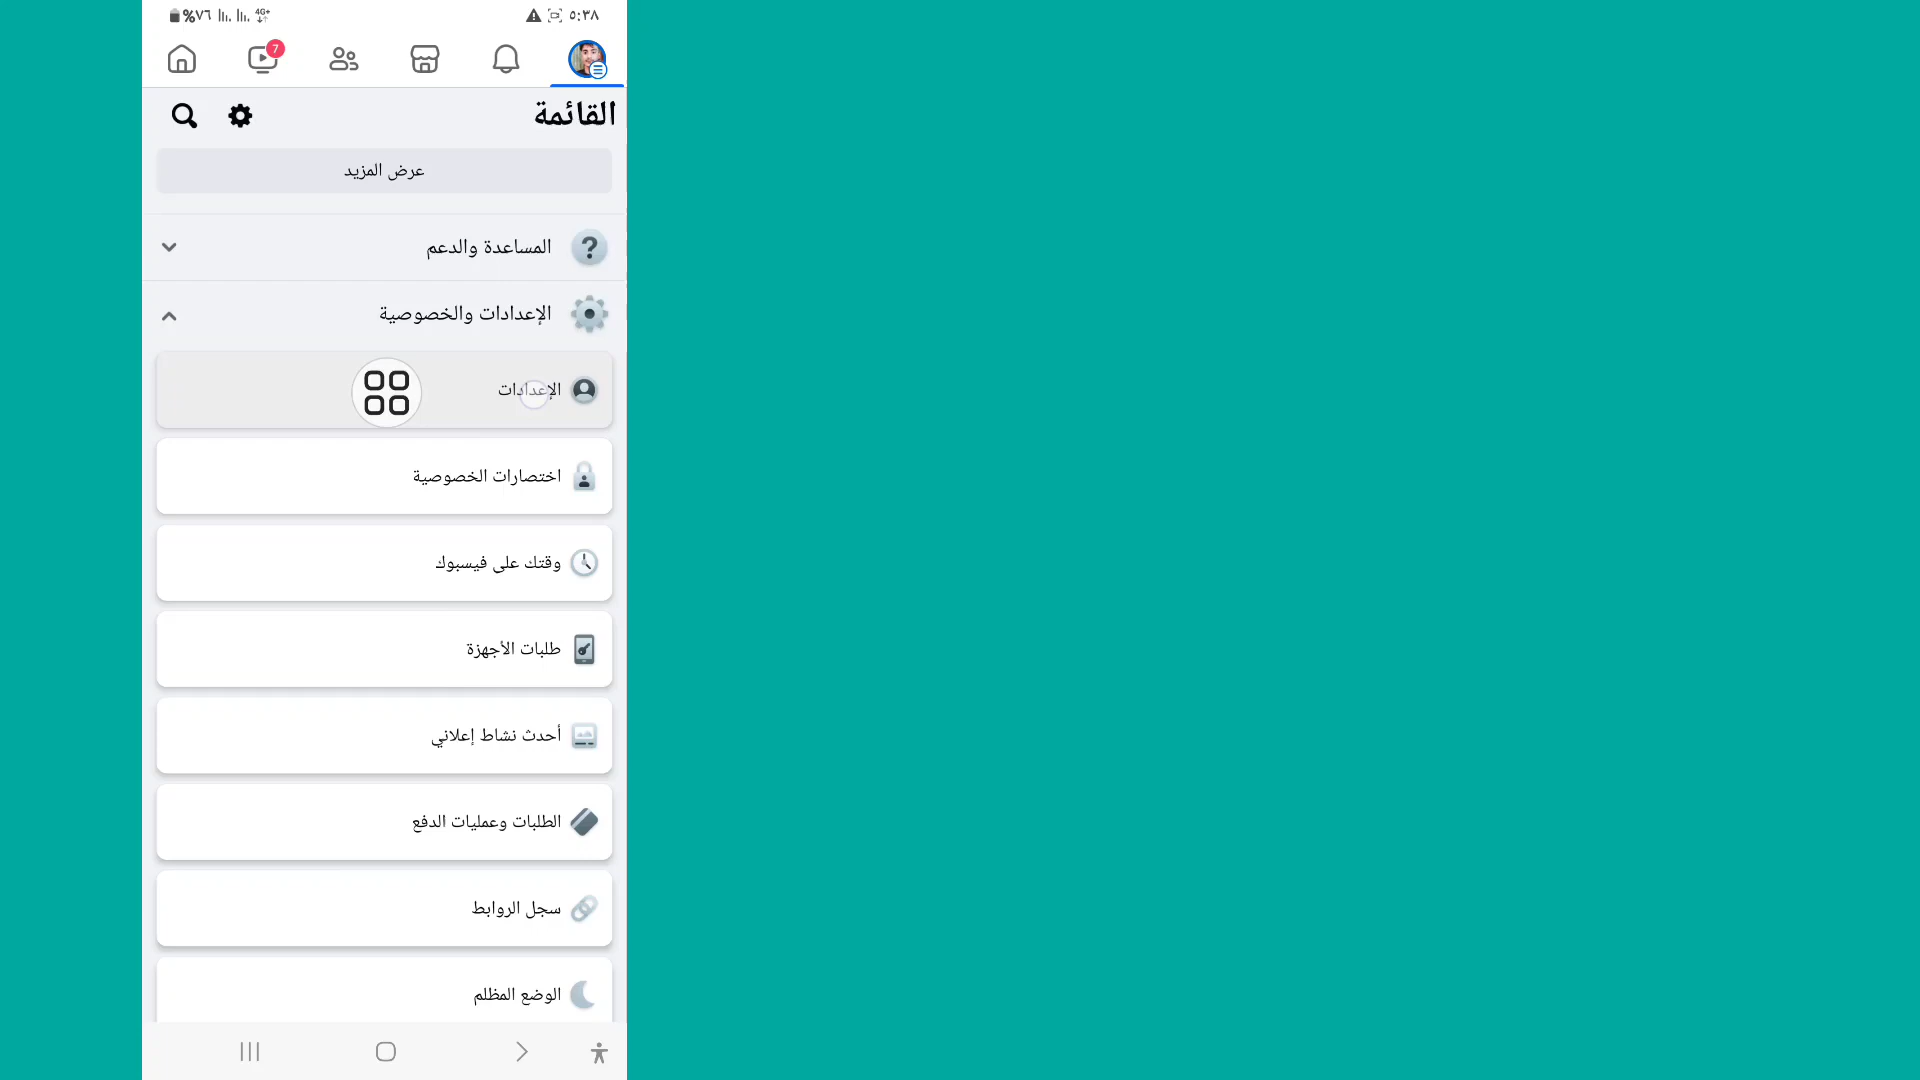 %٧٦ 4G+ ٥:٣٨
7
القائمة
عرض المزيد
المساعدة والدعم
الإعدادات والخصوصية
الإعدادات
اختصارات الخصوصية
وقتك على فيسبوك
طلبات الأجهزة
أحدث نشاط إعلاني
الطلبات وعمليات الدفع
سجل الروابط
الوضع المظلم